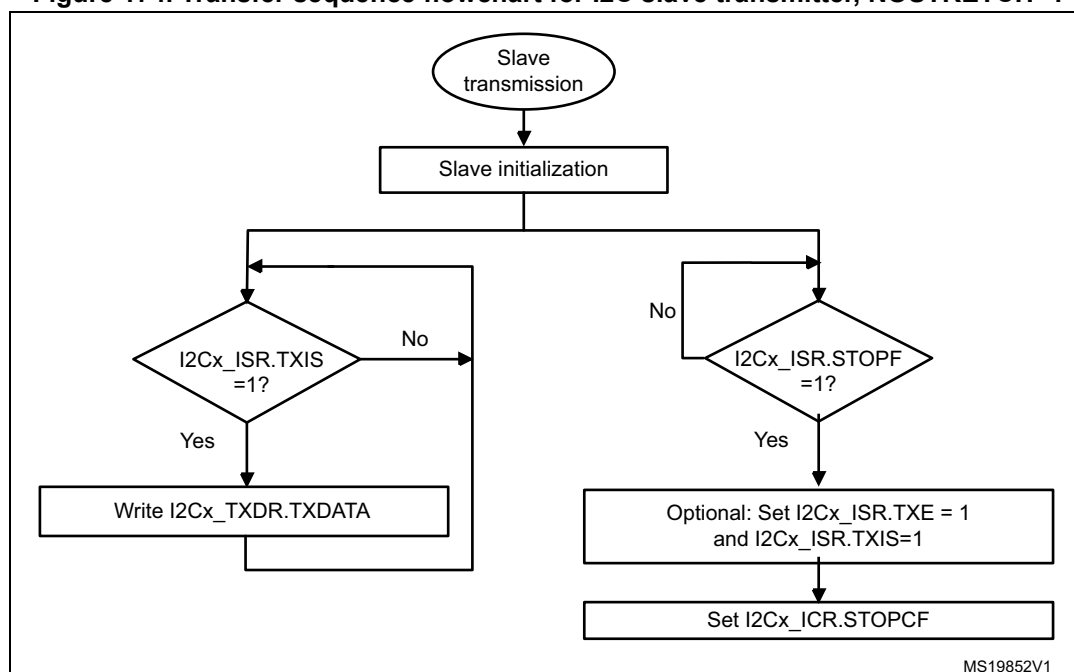 Slave
transmission
Slave initialization
No
No
I2Cx_ISR.TXIS
=1?
I2Cx_ISR.STOPF
=1?
Yes
Yes
Write I2Cx_TXDR.TXDATA
Optional: Set I2Cx_ISR.TXE = 1
and I2Cx_ISR.TXIS=1
Set I2Cx_ICR.STOPCF
MS19852V1